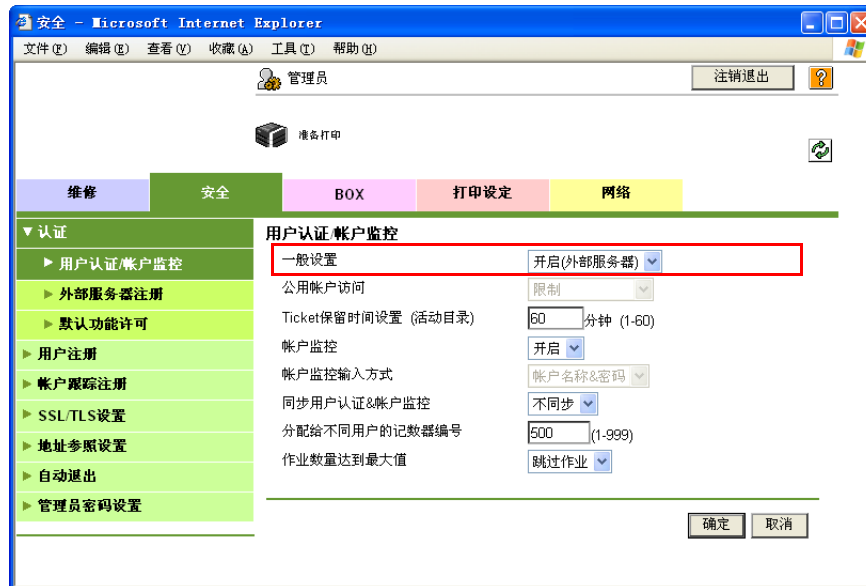 安全 - Microsoft Internet Explorer
文件(F) 编辑(E) 查看(V) 收藏(A) 工具(T) 帮助(H)
管理员 注销退出 ?
准备打印
维修 安全 BOX 打印设定 网络
▼认证
▶用户认证/帐户监控
▶外部服务器注册
▶默认功能许可
▶用户注册
▶帐户跟踪注册
▶SSL/TLS设置
▶地址参照设置
▶自动退出
▶管理员密码设置
用户认证/帐户监控
一般设置 开启(外部服务器)
公用帐户访问 限制
Ticket保留时间设置 (活动目录) 60 分钟 (1-60)
帐户监控 开启
帐户监控输入方式 帐户名称&密码
同步用户认证&帐户监控 不同步
分配给不同用户的记数器编号 500 (1-999)
作业数量达到最大值 跳过作业
确定 取消